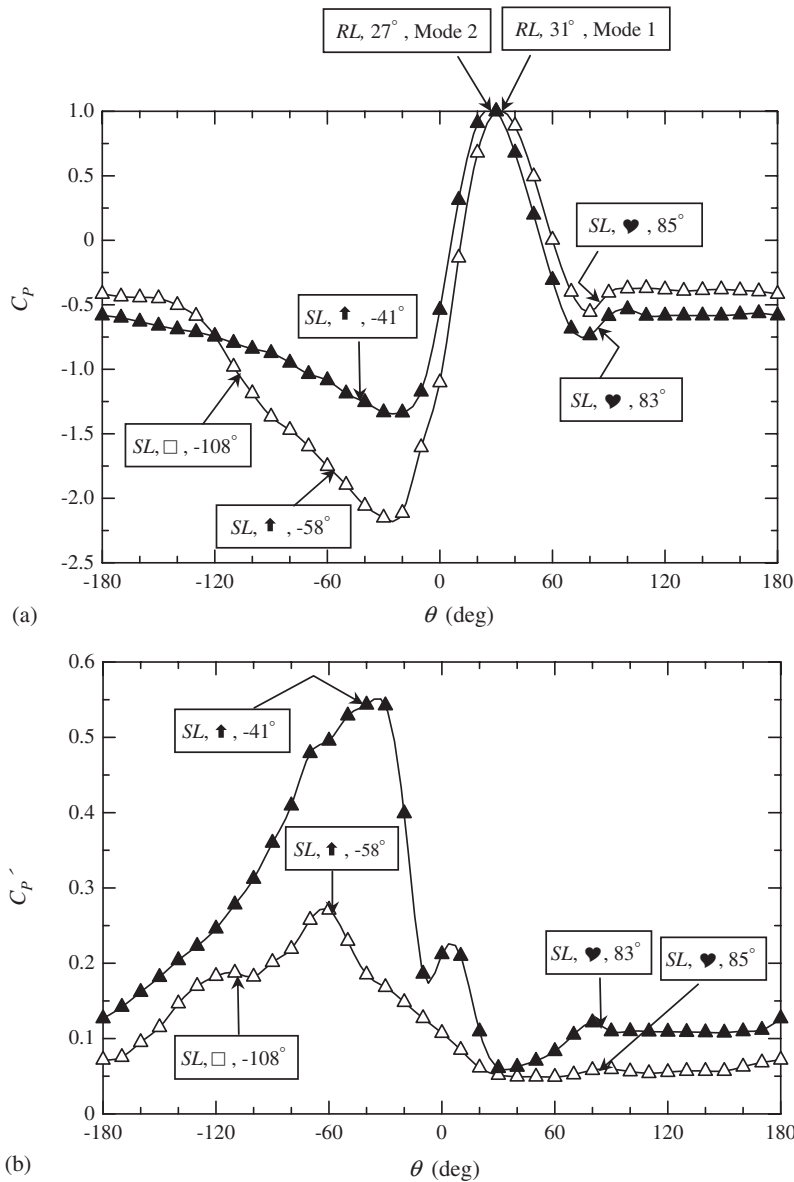 RL, 27°, Mode 2
RL, 31°, Mode 1
1.0
0.5
0
-0.5
-1.0
-1.5
-2.0
-2.5
C_P
SL, ♥, 85°
SL, ⬆, -41°
SL, ♥, 83°
SL, □, -108°
SL, ⬆, -58°
-180 -120 -60 0 60 120 180
(a)
θ (deg)
0.6
0.5
0.4
0.3
0.2
0.1
0
C_P´
SL, ⬆, -41°
SL, ⬆, -58°
SL, ♥, 83°
SL, ♥, 85°
SL, □, -108°
-180 -120 -60 0 60 120 180
(b)
θ (deg)